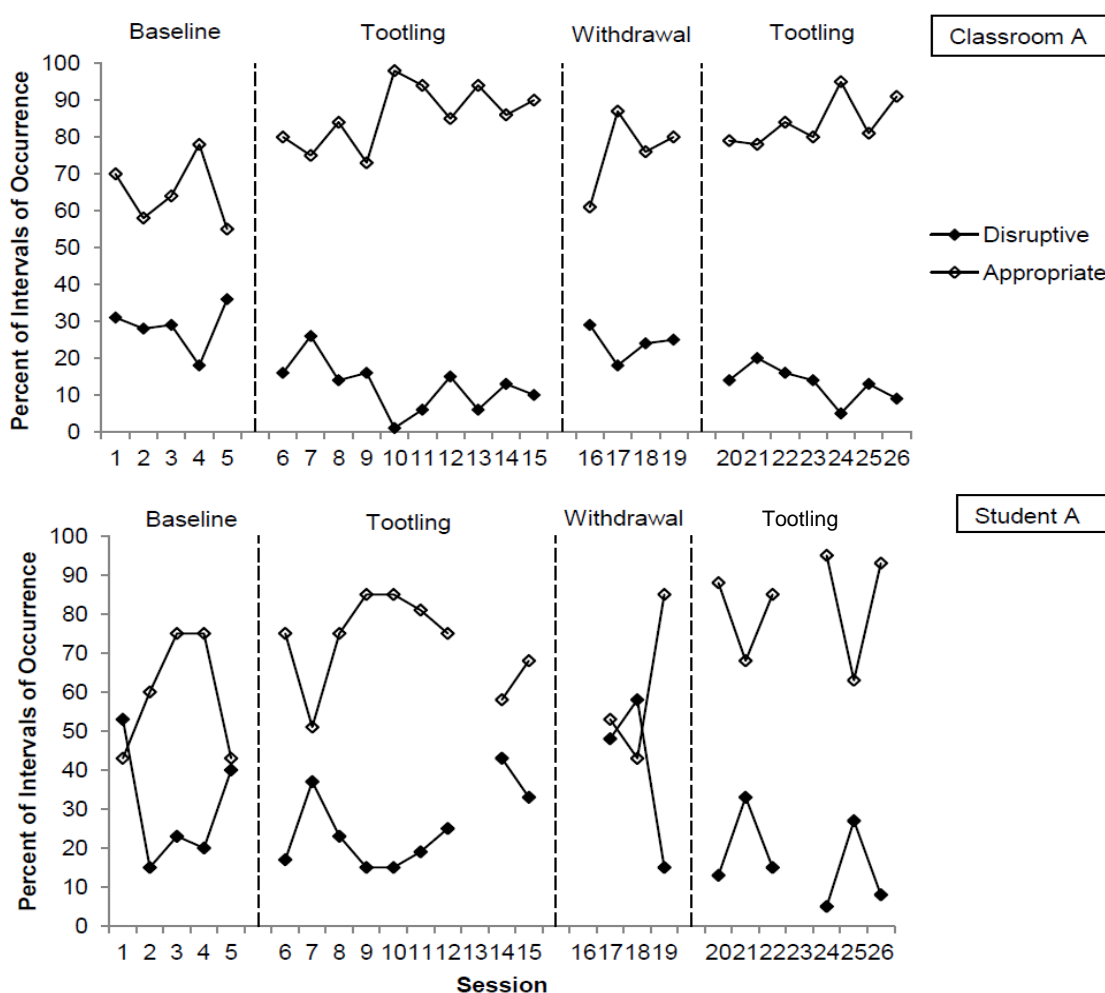 Baseline Tootling Withdrawal Tootling Classroom A
Percent of Intervals of Occurrence
100
90
80
70
60
50
40
30
20
10
0
1 2 3 4 5 6 7 8 9 10 11 12 13 14 15 16 17 18 19 20 21 22 23 24 25 26
Disruptive
Appropriate
Baseline Tootling Withdrawal Tootling Student A
Percent of Intervals of Occurrence
100
90
80
70
60
50
40
30
20
10
0
1 2 3 4 5 6 7 8 9 10 11 12 14 15 16 17 18 19 20 21 22 23 24 25 26
Session